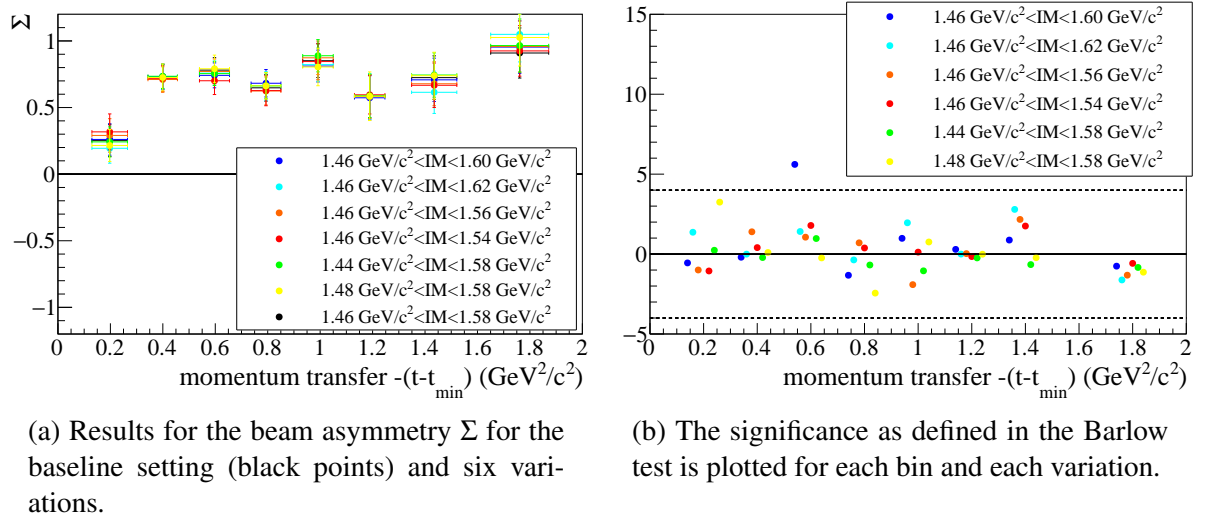 Σ
1
0.5
0
−0.5
−1
1.46 GeV/c²<IM<1.60 GeV/c²
1.46 GeV/c²<IM<1.62 GeV/c²
1.46 GeV/c²<IM<1.56 GeV/c²
1.46 GeV/c²<IM<1.54 GeV/c²
1.44 GeV/c²<IM<1.58 GeV/c²
1.48 GeV/c²<IM<1.58 GeV/c²
1.46 GeV/c²<IM<1.58 GeV/c²
0 0.2 0.4 0.6 0.8 1 1.2 1.4 1.6 1.8 2
momentum transfer -(t-t_min) (GeV²/c²)
(a) Results for the beam asymmetry Σ for the
baseline setting (black points) and six vari-
ations.
15
10
5
0
−5
1.46 GeV/c²<IM<1.60 GeV/c²
1.46 GeV/c²<IM<1.62 GeV/c²
1.46 GeV/c²<IM<1.56 GeV/c²
1.46 GeV/c²<IM<1.54 GeV/c²
1.44 GeV/c²<IM<1.58 GeV/c²
1.48 GeV/c²<IM<1.58 GeV/c²
0 0.2 0.4 0.6 0.8 1 1.2 1.4 1.6 1.8 2
momentum transfer -(t-t_min) (GeV²/c²)
(b) The significance as defined in the Barlow
test is plotted for each bin and each variation.